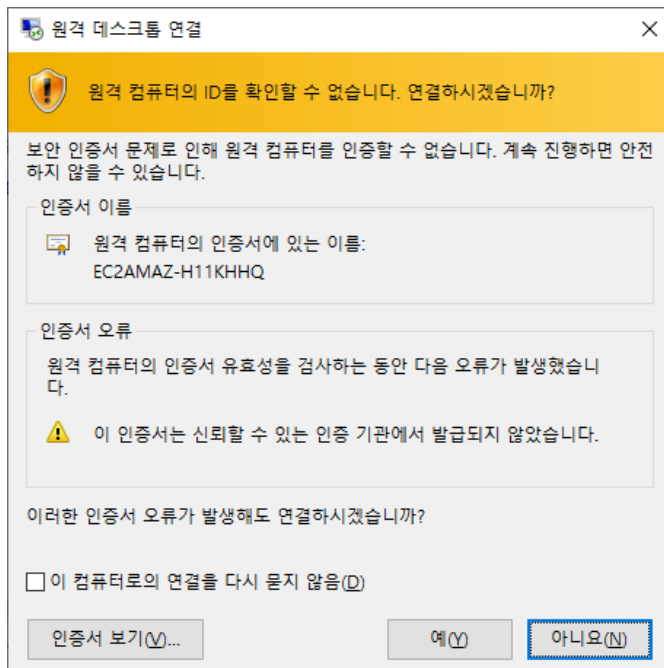 원격 데스크톱 연결
원격 컴퓨터의 ID를 확인할 수 없습니다. 연결하시겠습니까?
보안 인증서 문제로 인해 원격 컴퓨터를 인증할 수 없습니다. 계속 진행하면 안전
하지 않을 수 있습니다.
인증서 이름
원격 컴퓨터의 인증서에 있는 이름:
EC2AMAZ-H11KHHQ
인증서 오류
원격 컴퓨터의 인증서 유효성을 검사하는 동안 다음 오류가 발생했습니
다.
이 인증서는 신뢰할 수 있는 인증 기관에서 발급되지 않았습니다.
이러한 인증서 오류가 발생해도 연결하시겠습니까?
이 컴퓨터로의 연결을 다시 묻지 않음(D)
인증서 보기(V)...
예(Y)
아니요(N)